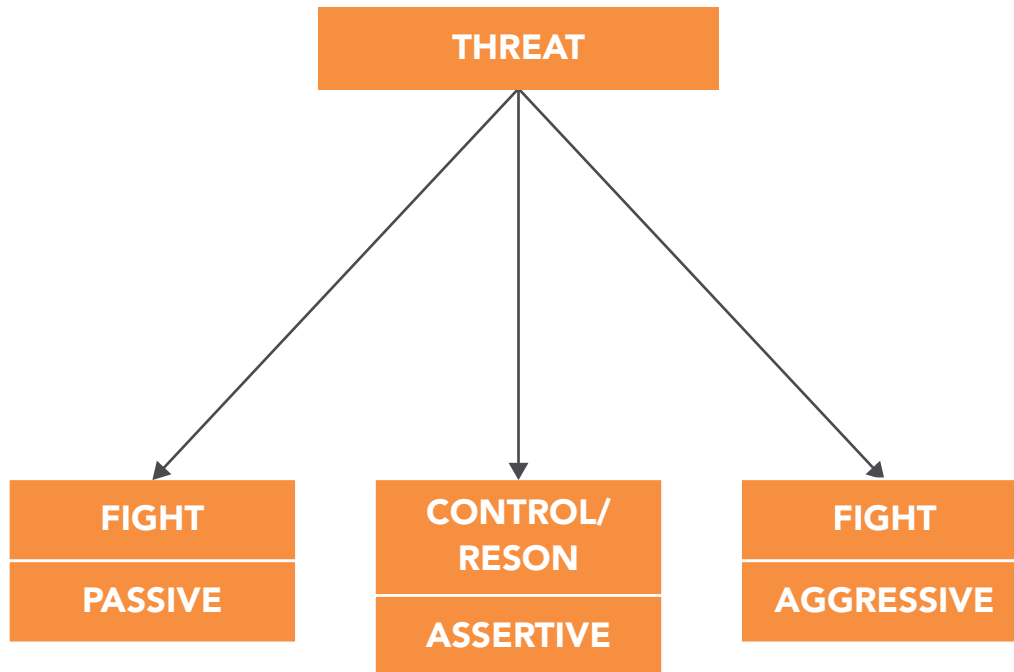 THREAT
FIGHT
PASSIVE
CONTROL/
RESON
ASSERTIVE
FIGHT
AGGRESSIVE